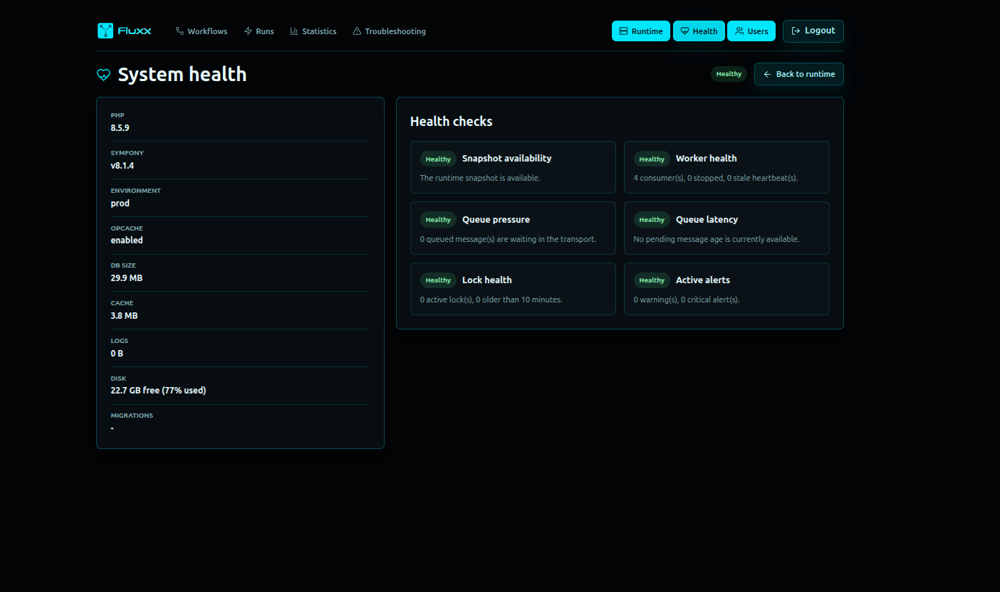 Fluxx Workflows Runs Statistics Troubleshooting Runtime Health Users Logout
System health Healthy Back to runtime
PHP
8.5.9
SYMFONY
v8.1.4
ENVIRONMENT
prod
OPCACHE
enabled
DB SIZE
29.9 MB
CACHE
3.8 MB
LOGS
0 B
DISK
22.7 GB free (77% used)
MIGRATIONS
-
Health checks
Healthy Snapshot availability
The runtime snapshot is available.
Healthy Worker health
4 consumer(s), 0 stopped, 0 stale heartbeat(s).
Healthy Queue pressure
0 queued message(s) are waiting in the transport.
Healthy Queue latency
No pending message age is currently available.
Healthy Lock health
0 active lock(s), 0 older than 10 minutes.
Healthy Active alerts
0 warning(s), 0 critical alert(s).